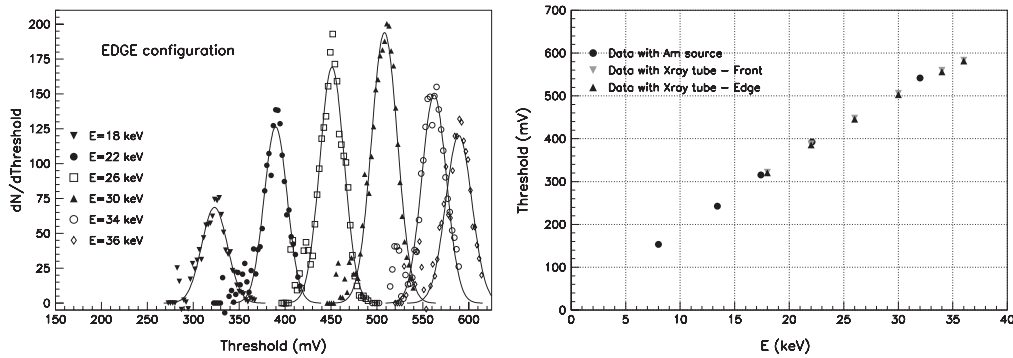 EDGE configuration
E=18 keV
E=22 keV
E=26 keV
E=30 keV
E=34 keV
E=36 keV
dN/dThreshold
200
175
150
125
100
75
50
25
0
150 200 250 300 350 400 450 500 550 600
Threshold (mV)
Data with Am source
Data with Xray tube – Front
Data with Xray tube – Edge
Threshold (mV)
700
600
500
400
300
200
100
0
0 5 10 15 20 25 30 35 40
E (keV)